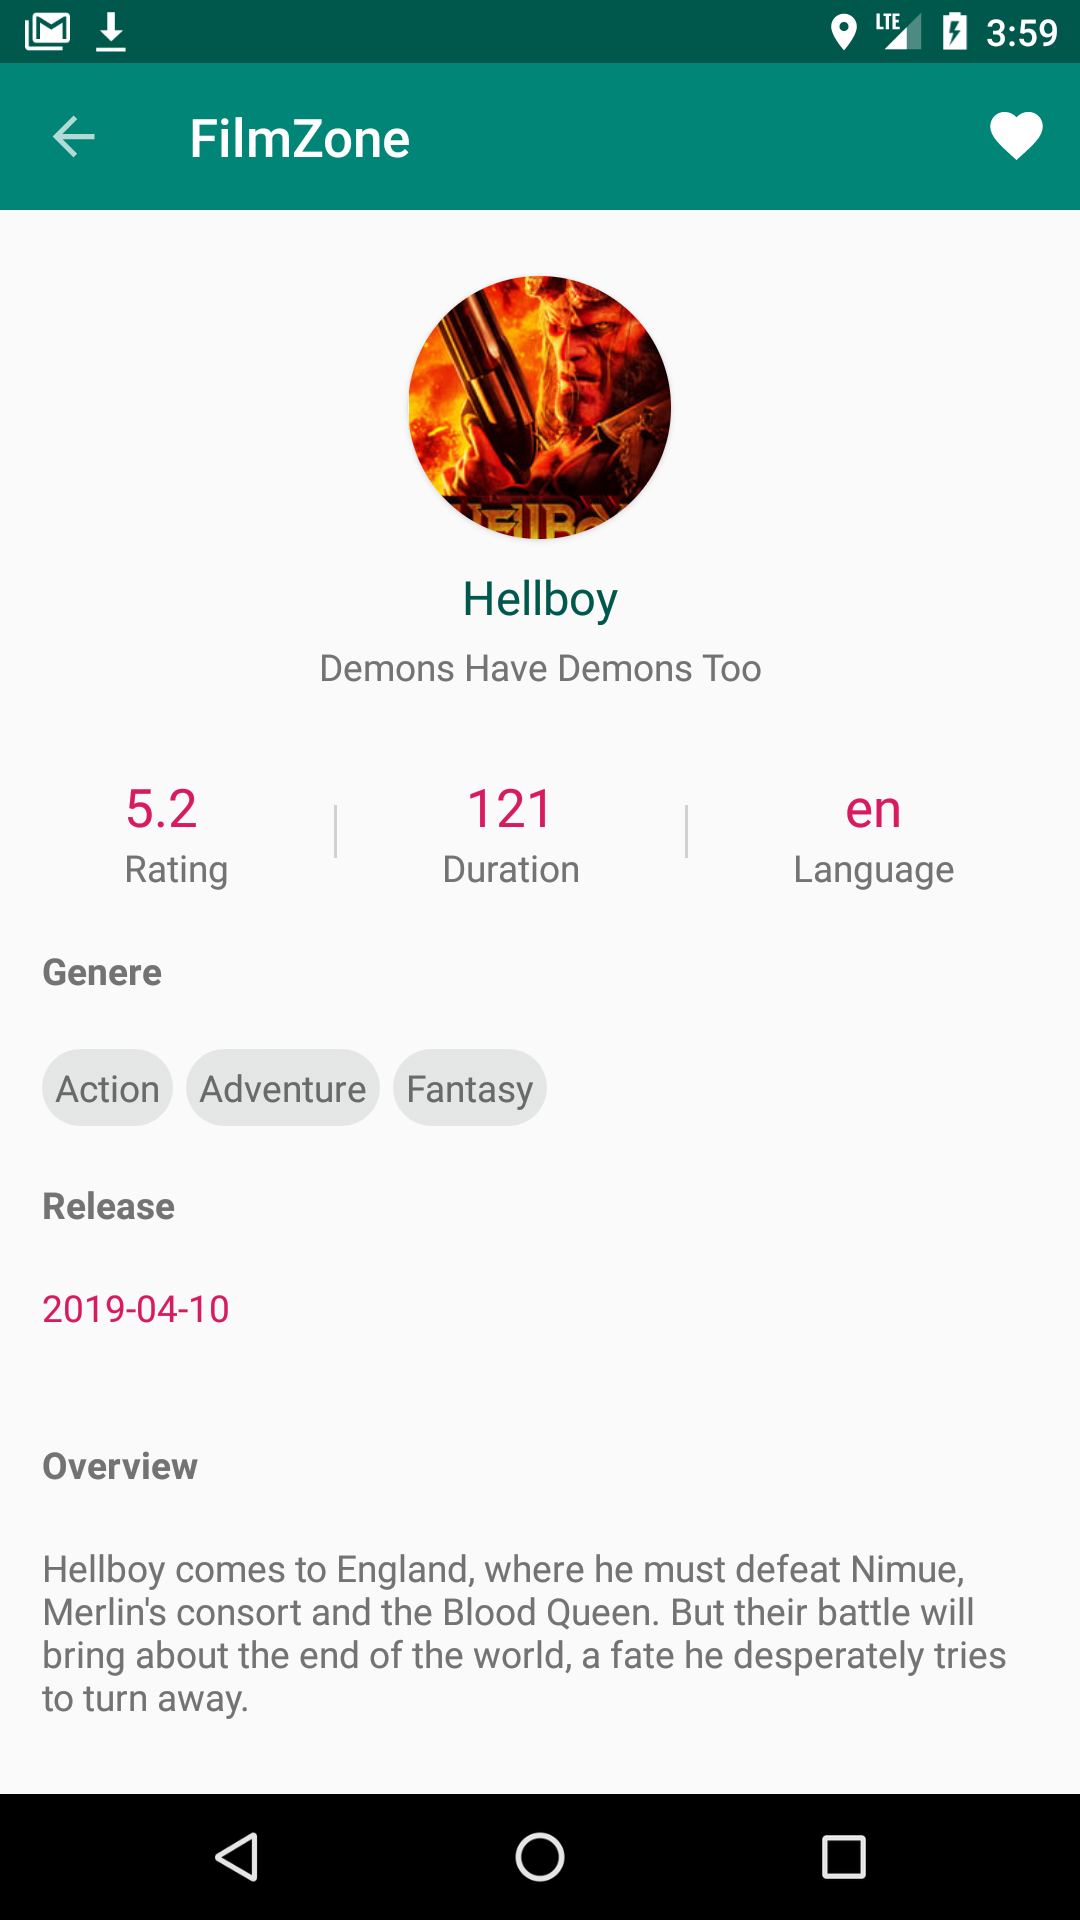 LTE 3:59
FilmZone
HELLBOY
Hellboy
Demons Have Demons Too
5.2 121 en
Rating Duration Language
Genere
Action Adventure Fantasy
Release
2019-04-10
Overview
Hellboy comes to England, where he must defeat Nimue,
Merlin's consort and the Blood Queen. But their battle will
bring about the end of the world, a fate he desperately tries
to turn away.